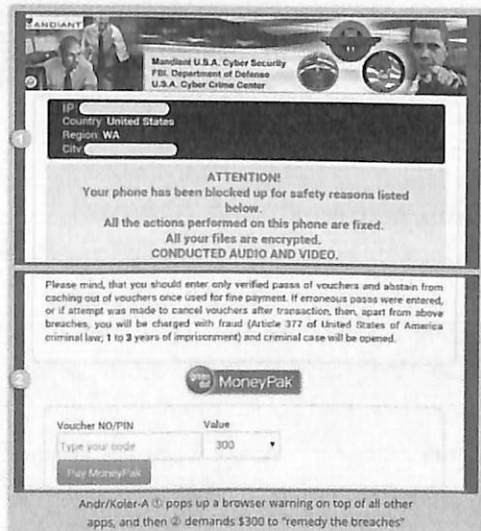 MANDIANT
Mandiant U.S.A. Cyber Security
FBI. Department of Defense
U.S.A. Cyber Crime Center
1
IP:
Country: United States
Region: WA
City:
ATTENTION!
Your phone has been blocked up for safety reasons listed
below.
All the actions performed on this phone are fixed.
All your files are encrypted.
CONDUCTED AUDIO AND VIDEO.
Please mind, that you should enter only verified passs of vouchers and abstain from
caching out of vouchers once used for fine payment. If erroneous passs were entered,
or if attempt was made to cancel vouchers after transaction, then, apart from above
breaches, you will be charged with fraud (Article 377 of United States of America
criminal law; 1 to 3 years of imprisonment) and criminal case will be opened.
2
green dot MoneyPak
Voucher NO/PIN Value
Type your code 300
Pay MoneyPak
Andr/Koler-A ① pops up a browser warning on top of all other
apps, and then ② demands $300 to "remedy the breaches"